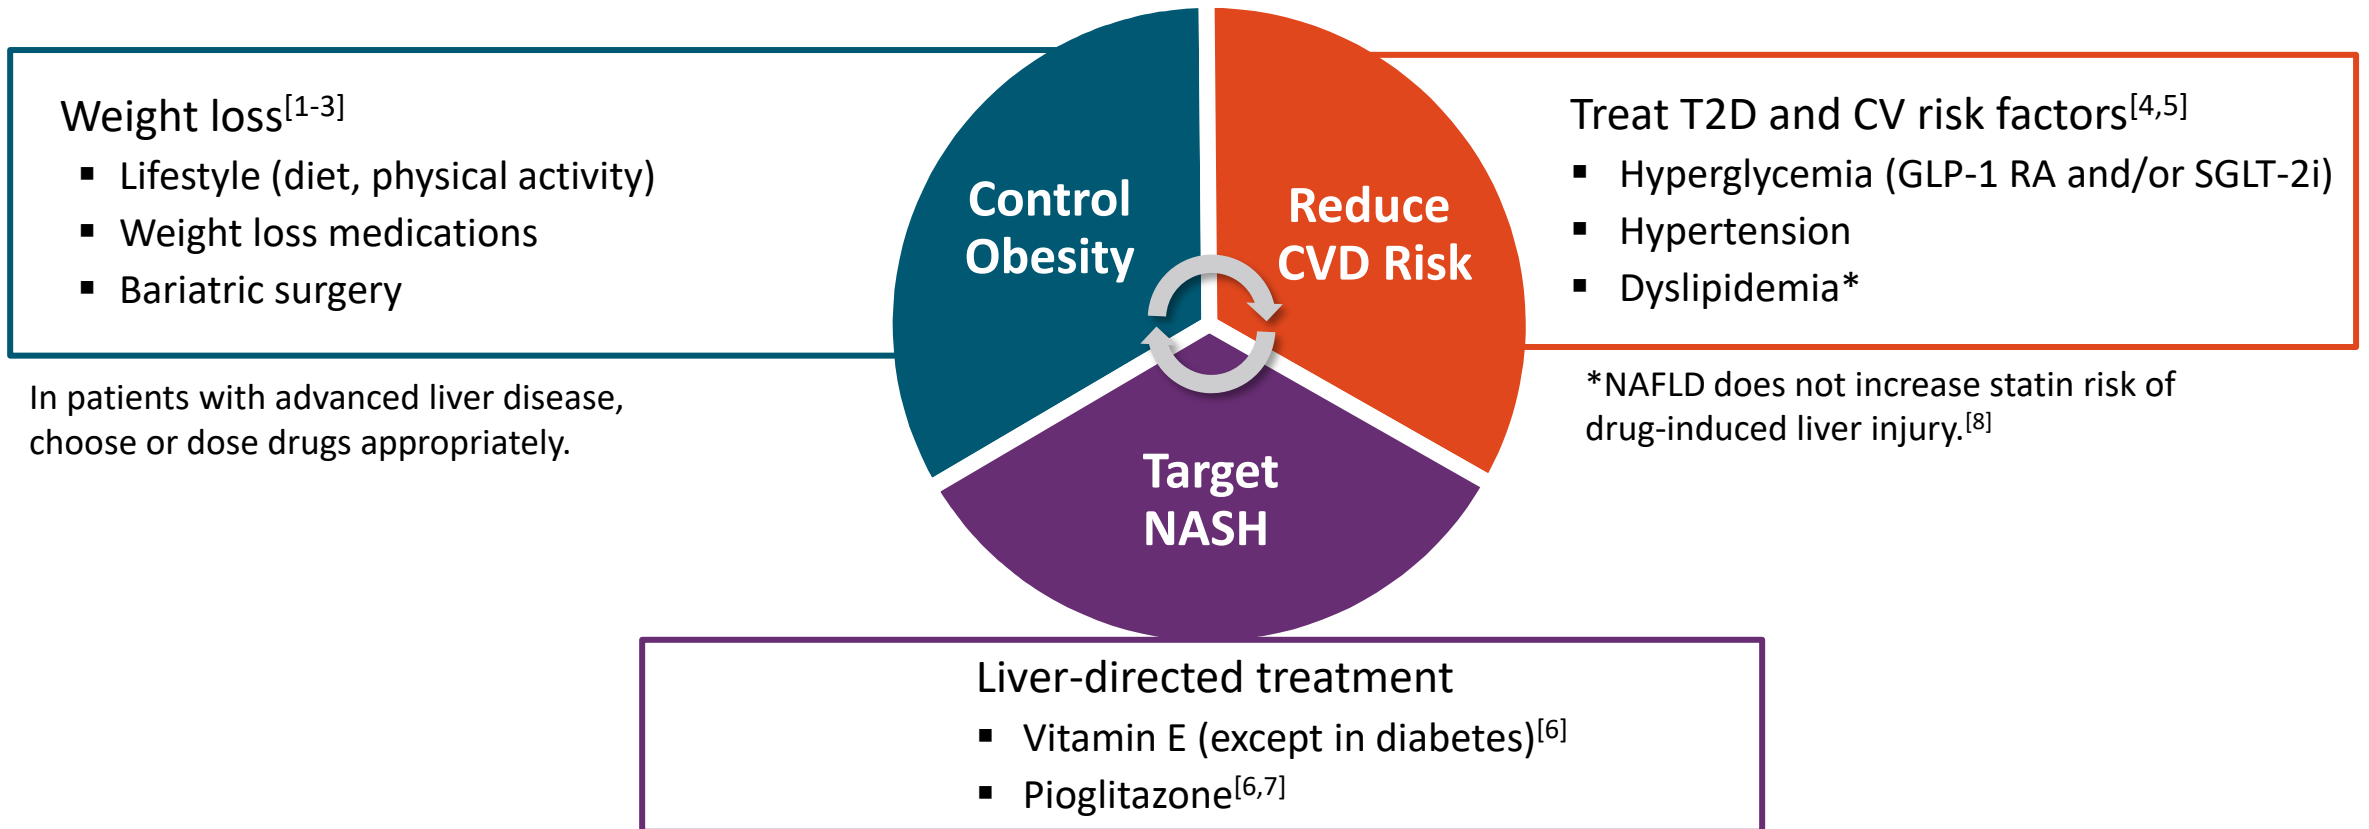 Weight loss[1-3]
▪ Lifestyle (diet, physical activity)
▪ Weight loss medications
▪ Bariatric surgery
In patients with advanced liver disease,
choose or dose drugs appropriately.
Control
Obesity
Reduce
CVD Risk
Target
NASH
Treat T2D and CV risk factors[4,5]
▪ Hyperglycemia (GLP-1 RA and/or SGLT-2i)
▪ Hypertension
▪ Dyslipidemia*
*NAFLD does not increase statin risk of
drug-induced liver injury.[8]
Liver-directed treatment
▪ Vitamin E (except in diabetes)[6]
▪ Pioglitazone[6,7]